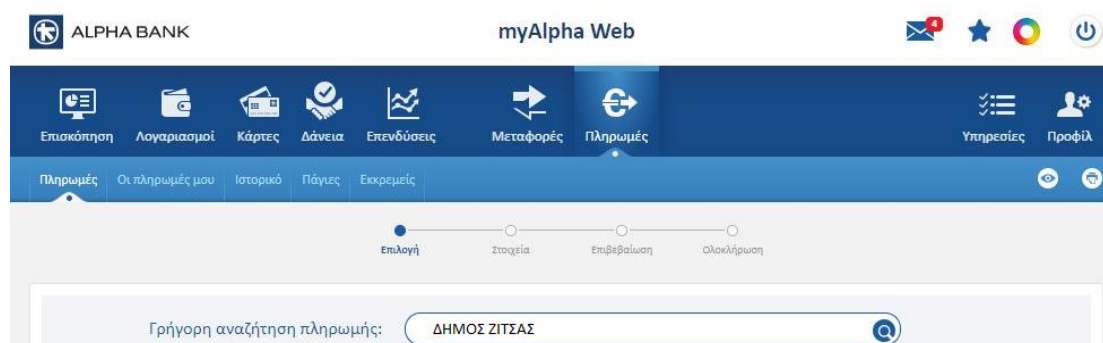 ALPHA BANK myAlpha Web 4
Επισκόπηση Λογαριασμοί Κάρτες Δάνεια Επενδύσεις Μεταφορές Πληρωμές Υπηρεσίες Προφίλ
Πληρωμές Οι πληρωμές μου Ιστορικό Πάγιες Εκκρεμείς
Επιλογή Στοιχεία Επιβεβαίωση Ολοκλήρωση
Γρήγορη αναζήτηση πληρωμής: ΔΗΜΟΣ ΖΙΤΣΑΣ